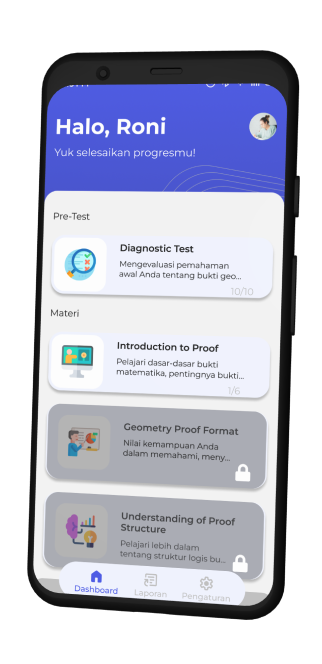 Halo, Roni
Yuk selesaikan progresmu!
Pre-Test
Diagnostic Test
Mengevaluasi pemahaman
awal Anda tentang bukti geo...
10/10
Materi
Introduction to Proof
Pelajari dasar-dasar bukti
matematika, pentingnya bukti...
1/6
Geometry Proof Format
Nilai kemampuan Anda
dalam memahami, meny...
Understanding of Proof
Structure
Pelajari lebih dalam
tentang struktur logis bu...
Dashboard
Laporan
Pengaturan